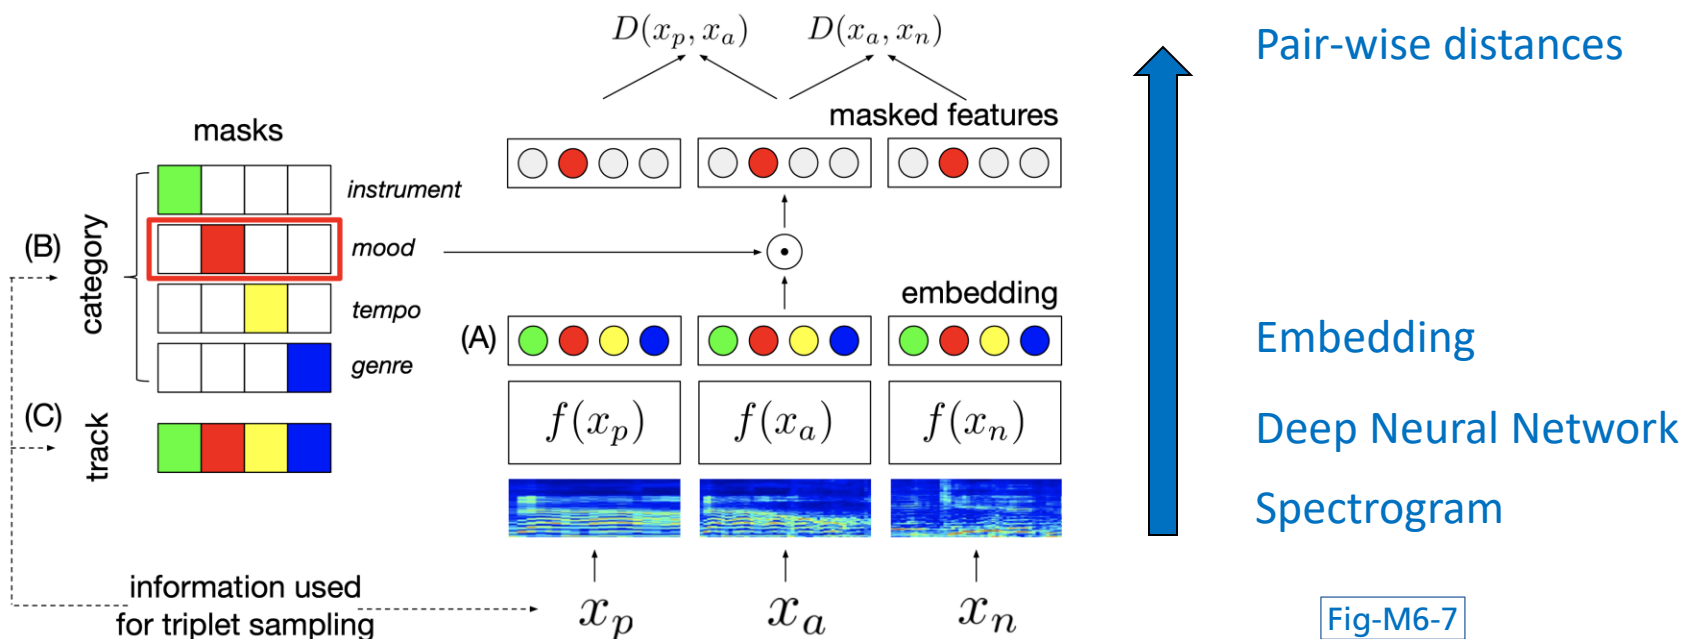 D(x_p, x_a)
D(x_a, x_n)
Pair-wise distances
masks
masked features
instrument
(B)
category
mood
embedding
tempo
(A)
Embedding
genre
(C)
track
f(x_p)
f(x_a)
f(x_n)
Deep Neural Network
Spectrogram
information used
for triplet sampling
x_p
x_a
x_n
Fig-M6-7